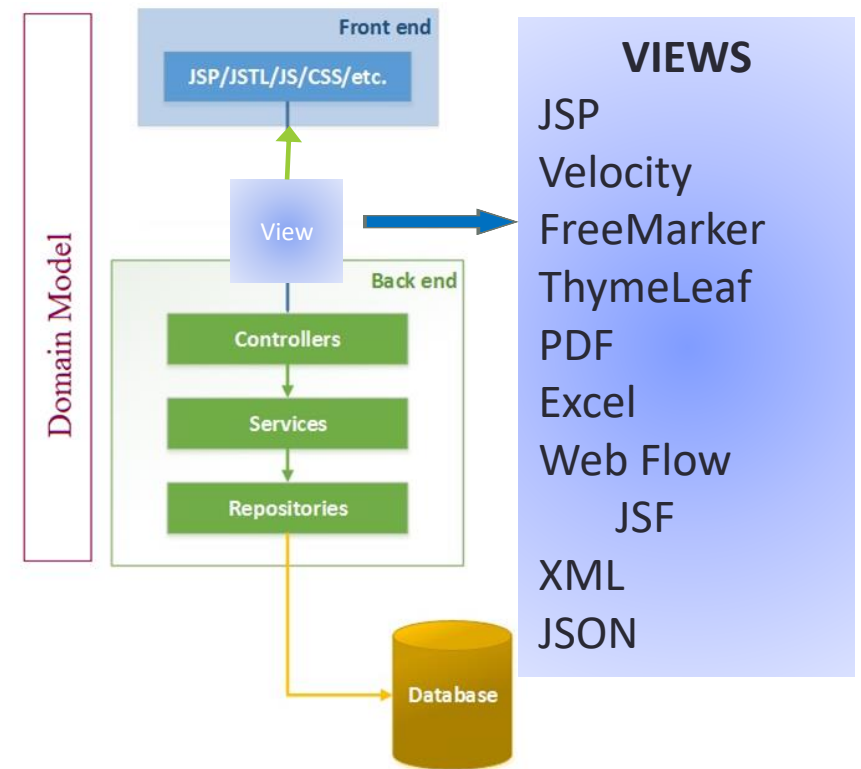 Domain Model
Front end
JSP/JSTL/JS/CSS/etc.
View
Back end
Controllers
Services
Repositories
Database
VIEWS
JSP
Velocity
FreeMarker
ThymeLeaf
PDF
Excel
Web Flow
JSF
XML
JSON